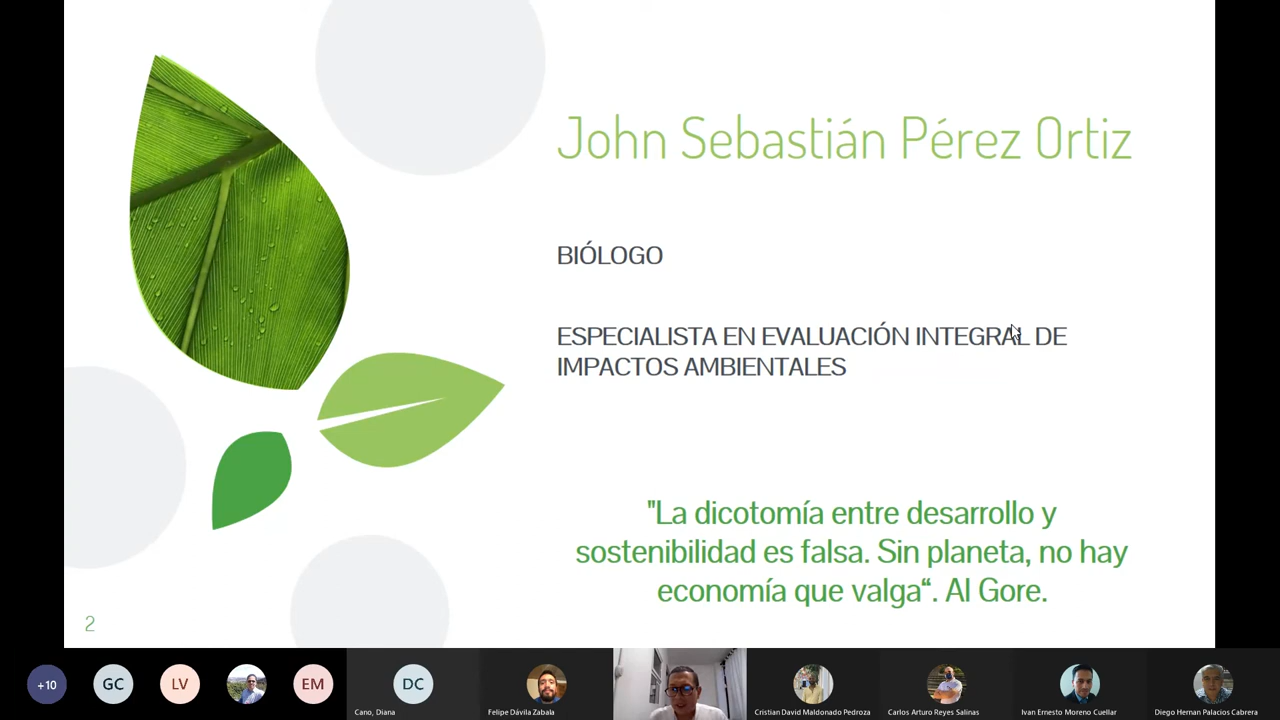 John Sebastián Pérez Ortiz
BIÓLOGO
ESPECIALISTA EN EVALUACIÓN INTEGRAL DE
IMPACTOS AMBIENTALES
"La dicotomía entre desarrollo y
sostenibilidad es falsa. Sin planeta, no hay
economía que valga“. Al Gore.
2
+10
GC
LV
EM
DC
Cano, Diana
Felipe Dávila Zabala
Cristian David Maldonado Pedroza
Carlos Arturo Reyes Salinas
Ivan Ernesto Moreno Cuellar
Diego Hernan Palacios Cabrera